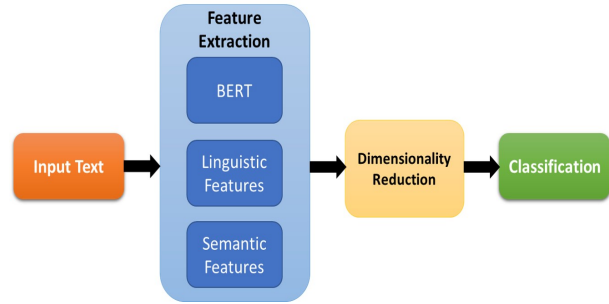 Feature
Extraction
BERT
Input Text
Linguistic
Features
Dimensionality
Reduction
Classification
Semantic
Features